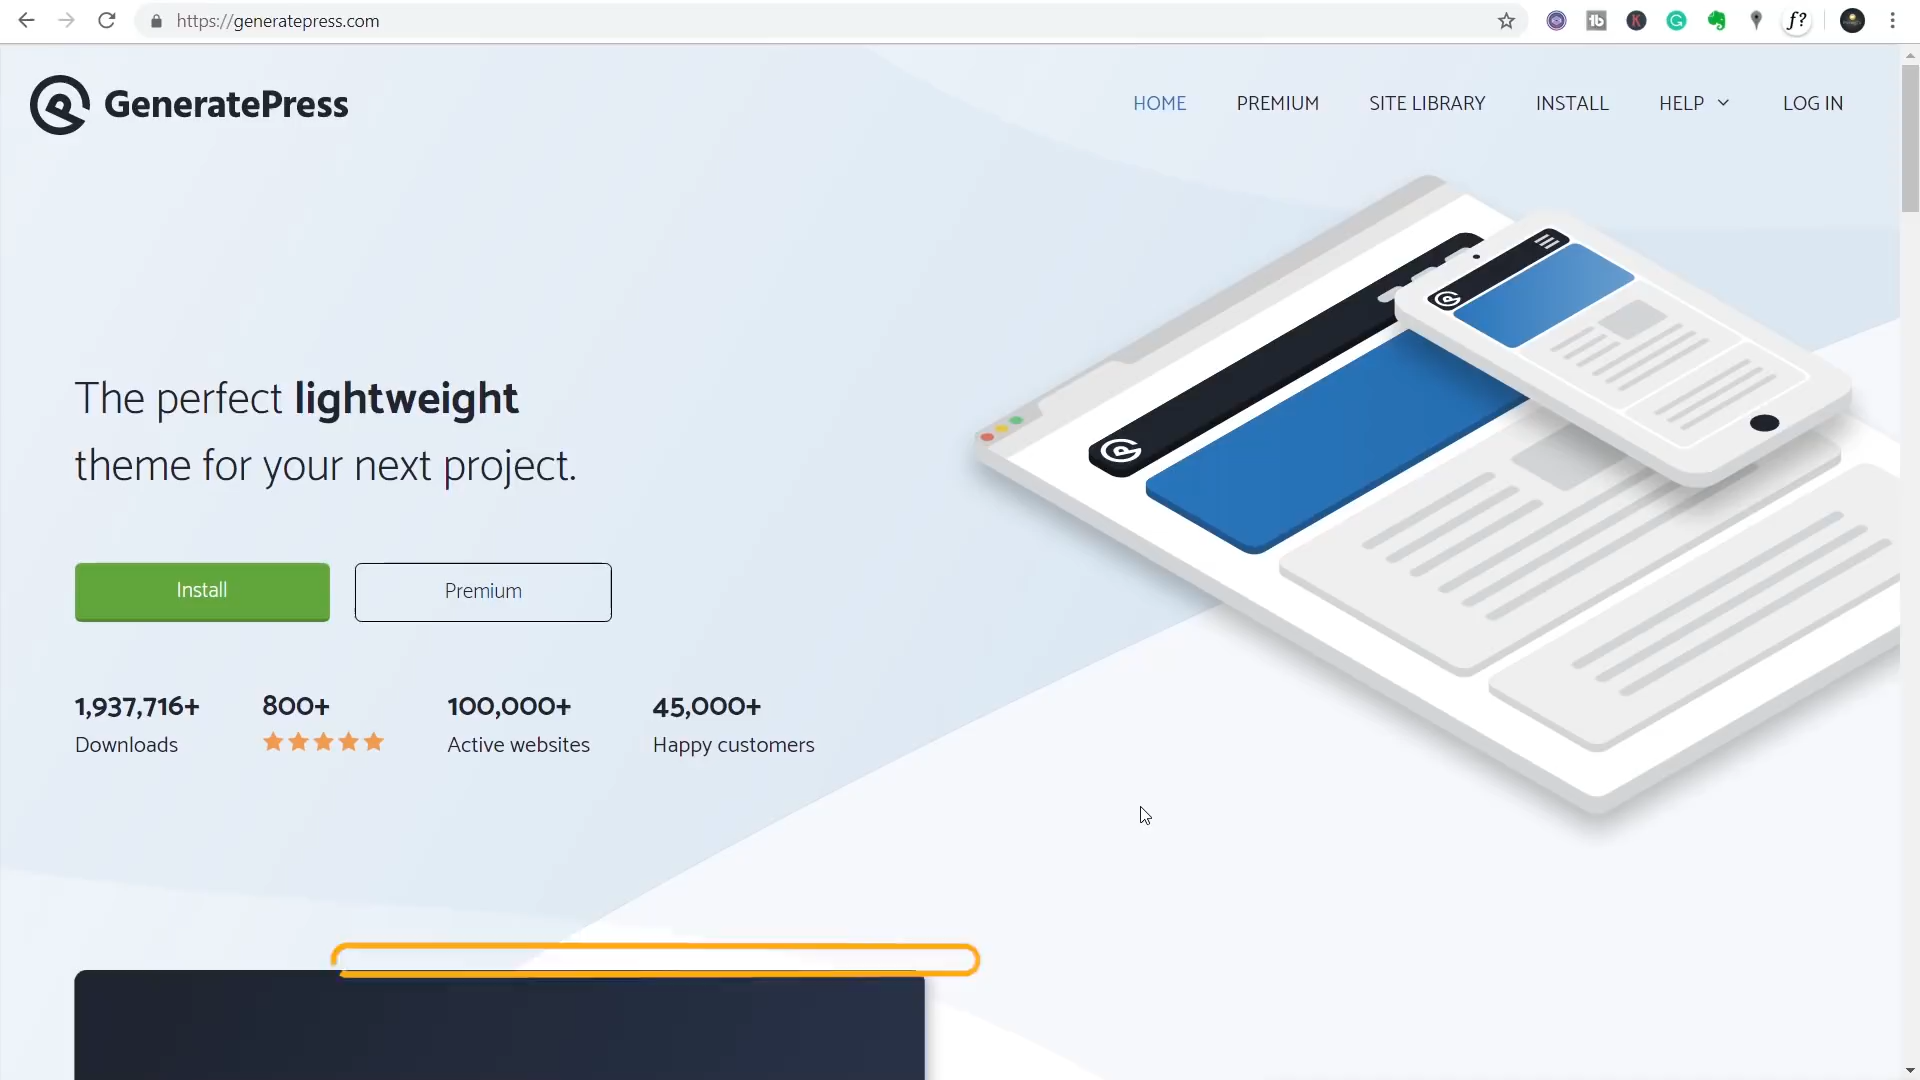 https://generatepress.com
GeneratePress
HOME PREMIUM SITE LIBRARY INSTALL HELP LOG IN
The perfect lightweight
theme for your next project.
Install Premium
1,937,716+ 800+ 100,000+ 45,000+
Downloads Active websites Happy customers